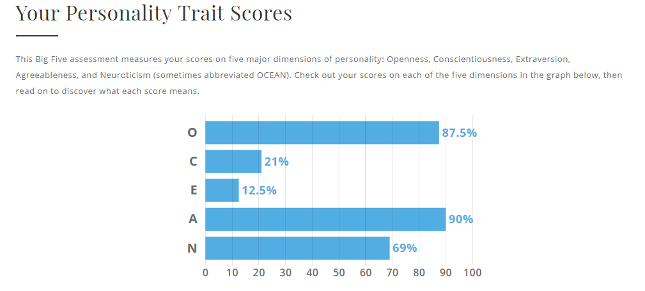 Your Personality Trait Scores
This Big Five assessment measures your scores on five major dimensions of personality: Openness, Conscientiousness, Extraversion,
Agreeableness, and Neuroticism (sometimes abbreviated OCEAN). Check out your scores on each of the five dimensions in the graph below, then
read on to discover what each score means.
O 87.5%
C 21%
E 12.5%
A 90%
N 69%
0 10 20 30 40 50 60 70 80 90 100